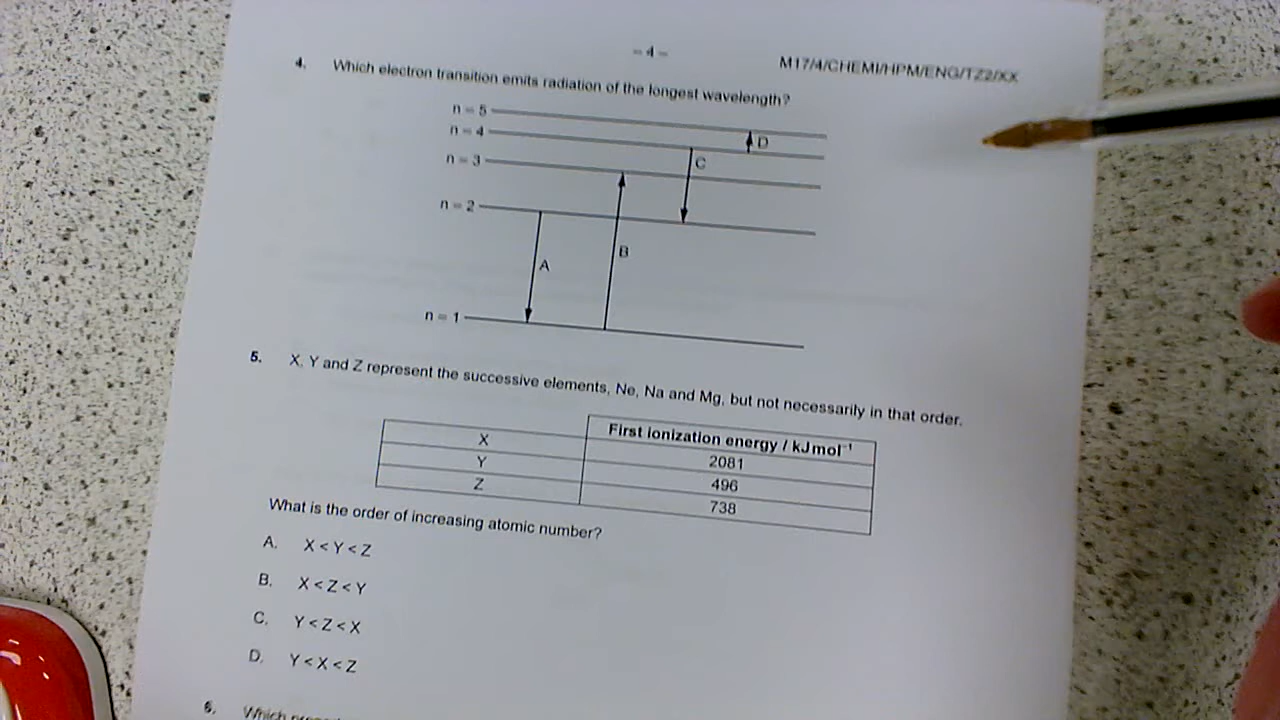 – 4 –
M17/4/CHEMI/HPM/ENG/TZ2/XX
4. Which electron transition emits radiation of the longest wavelength?
n = 5
D
n = 4
C
n = 3
n = 2
B
A
n = 1
5. X, Y and Z represent the successive elements, Ne, Na and Mg, but not necessarily in that order.
First ionization energy / kJ mol⁻¹
X 2081
Y 496
Z 738
What is the order of increasing atomic number?
A. X < Y < Z
B. X < Z < Y
C. Y < Z < X
D. Y < X < Z
6. Which